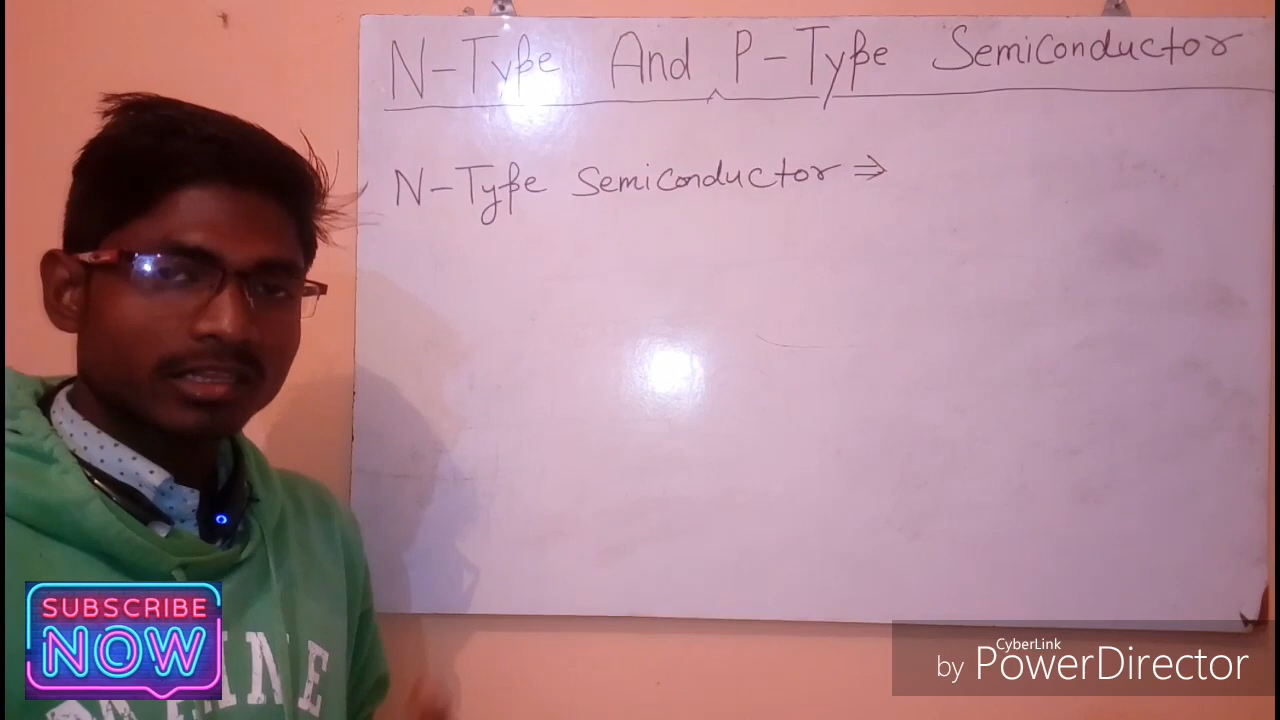 N-Type And P-Type Semiconductor
N-Type Semiconductor ⇒
SUBSCRIBE
NOW
CyberLink
by PowerDirector